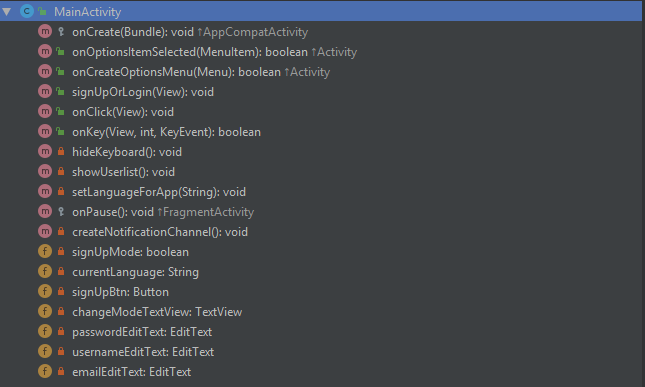 C MainActivity
m onCreate(Bundle): void ↑AppCompatActivity
m onOptionsItemSelected(MenuItem): boolean ↑Activity
m onCreateOptionsMenu(Menu): boolean ↑Activity
m signUpOrLogin(View): void
m onClick(View): void
m onKey(View, int, KeyEvent): boolean
m hideKeyboard(): void
m showUserlist(): void
m setLanguageForApp(String): void
m onPause(): void ↑FragmentActivity
m createNotificationChannel(): void
f signUpMode: boolean
f currentLanguage: String
f signUpBtn: Button
f changeModeTextView: TextView
f passwordEditText: EditText
f usernameEditText: EditText
f emailEditText: EditText